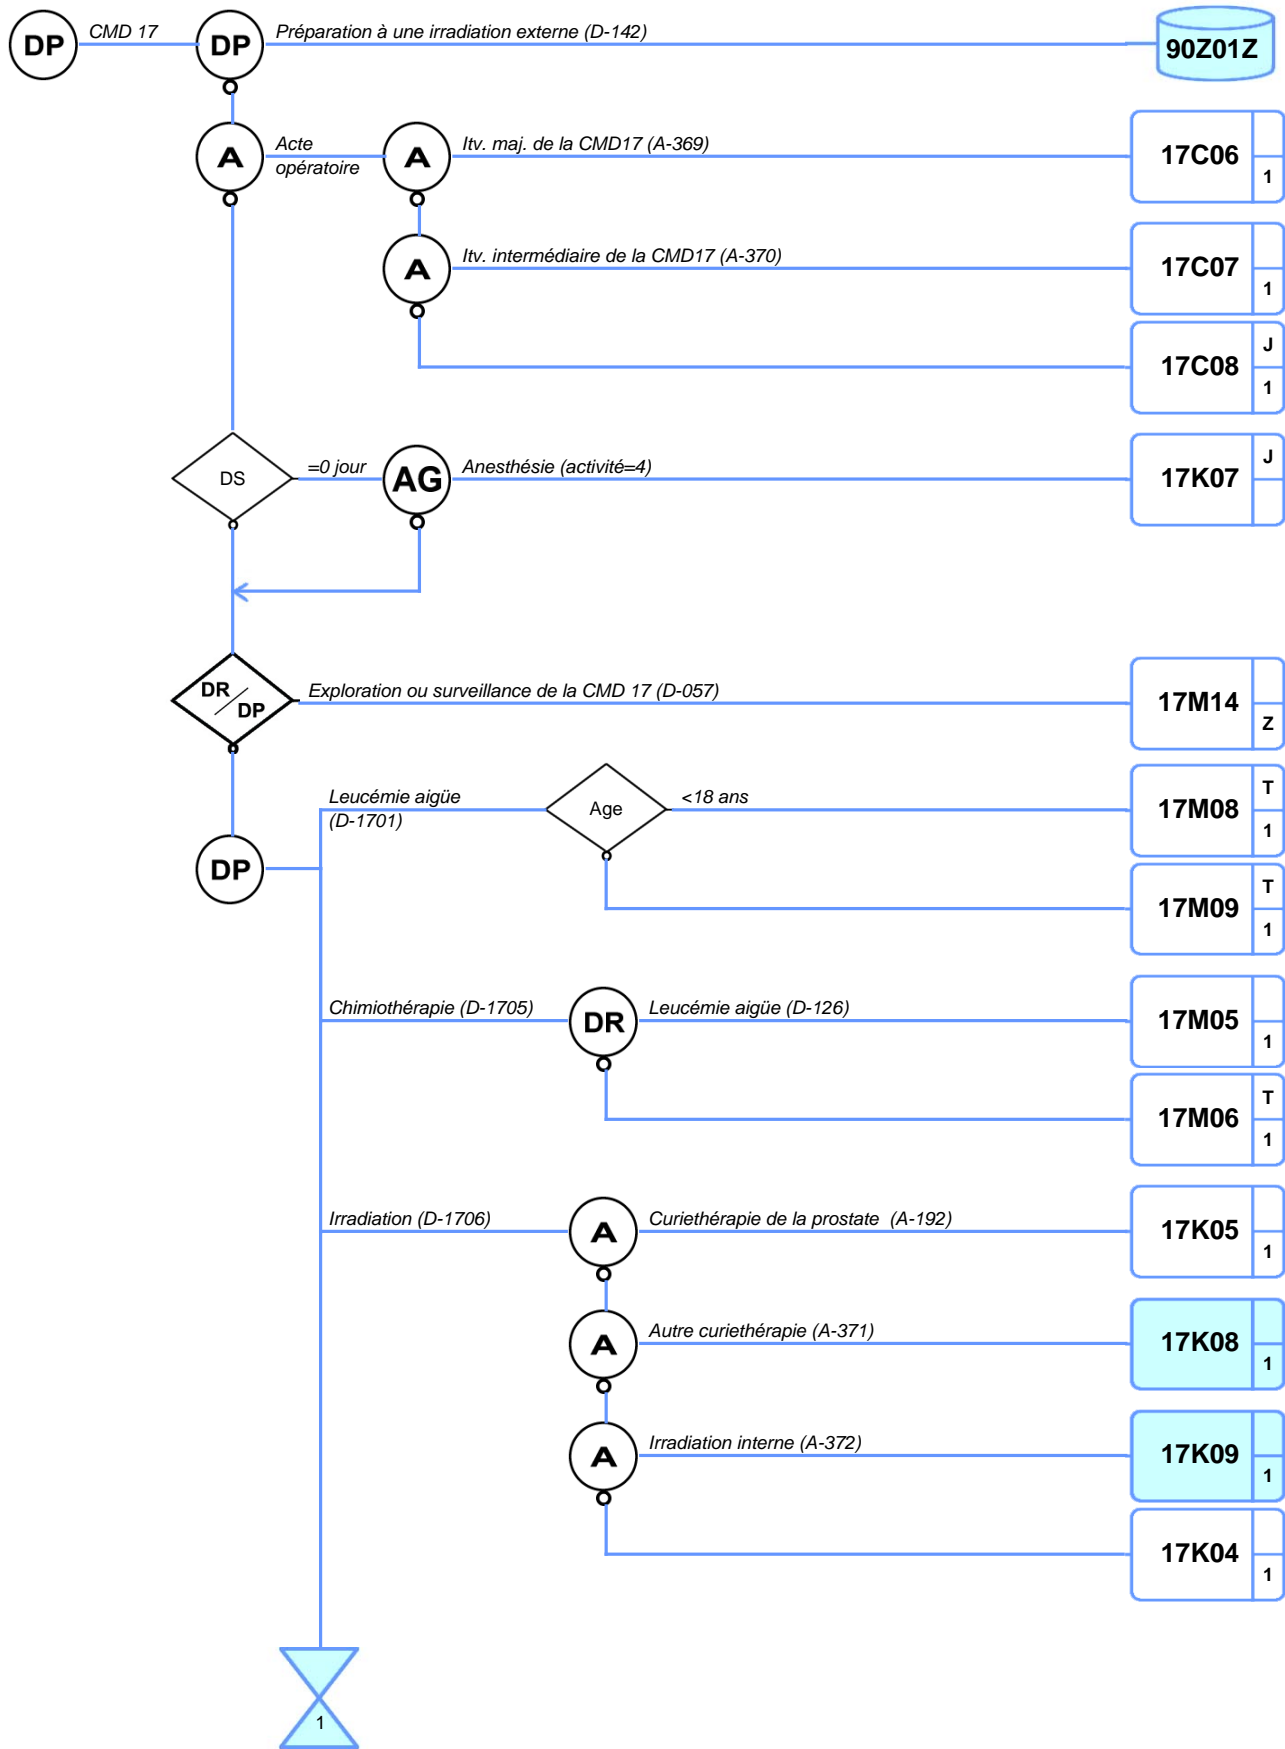 DP CMD 17 DP Préparation à une irradiation externe (D-142) 90Z01Z
A Acte opératoire A Itv. maj. de la CMD17 (A-369) 17C06 1
A Itv. intermédiaire de la CMD17 (A-370) 17C07 1
17C08 J 1
DS =0 jour AG Anesthésie (activité=4) 17K07 J
DR / DP Exploration ou surveillance de la CMD 17 (D-057) 17M14 Z
DP
Leucémie aigüe
(D-1701)
Age <18 ans 17M08 T 1
17M09 T 1
Chimiothérapie (D-1705) DR Leucémie aigüe (D-126) 17M05 1
17M06 T 1
Irradiation (D-1706) A Curiethérapie de la prostate (A-192) 17K05 1
A Autre curiethérapie (A-371) 17K08 1
A Irradiation interne (A-372) 17K09 1
17K04 1
1